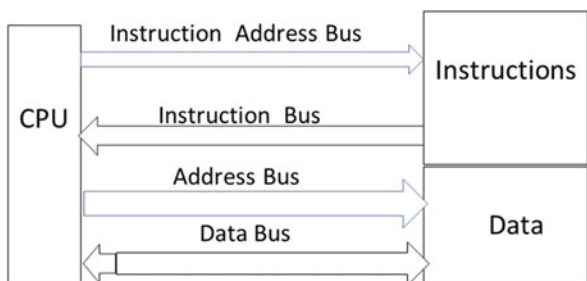 Instruction Address Bus
Instructions
CPU
Instruction Bus
Address Bus
Data Bus
Data